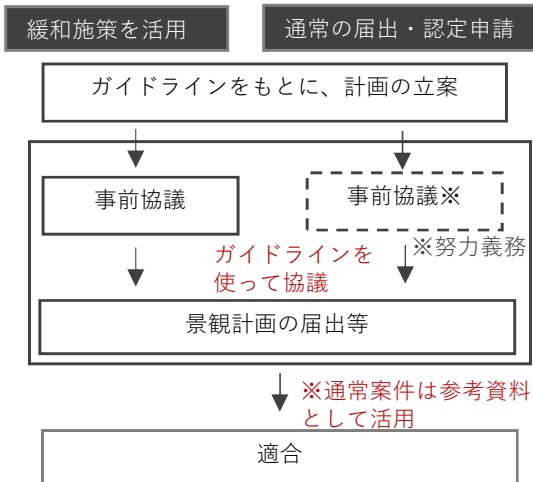 緩和施策を活用
通常の届出・認定申請
ガイドラインをもとに、計画の立案
事前協議
事前協議※
※努力義務
ガイドラインを
使って協議
景観計画の届出等
※通常案件は参考資料
として活用
適合